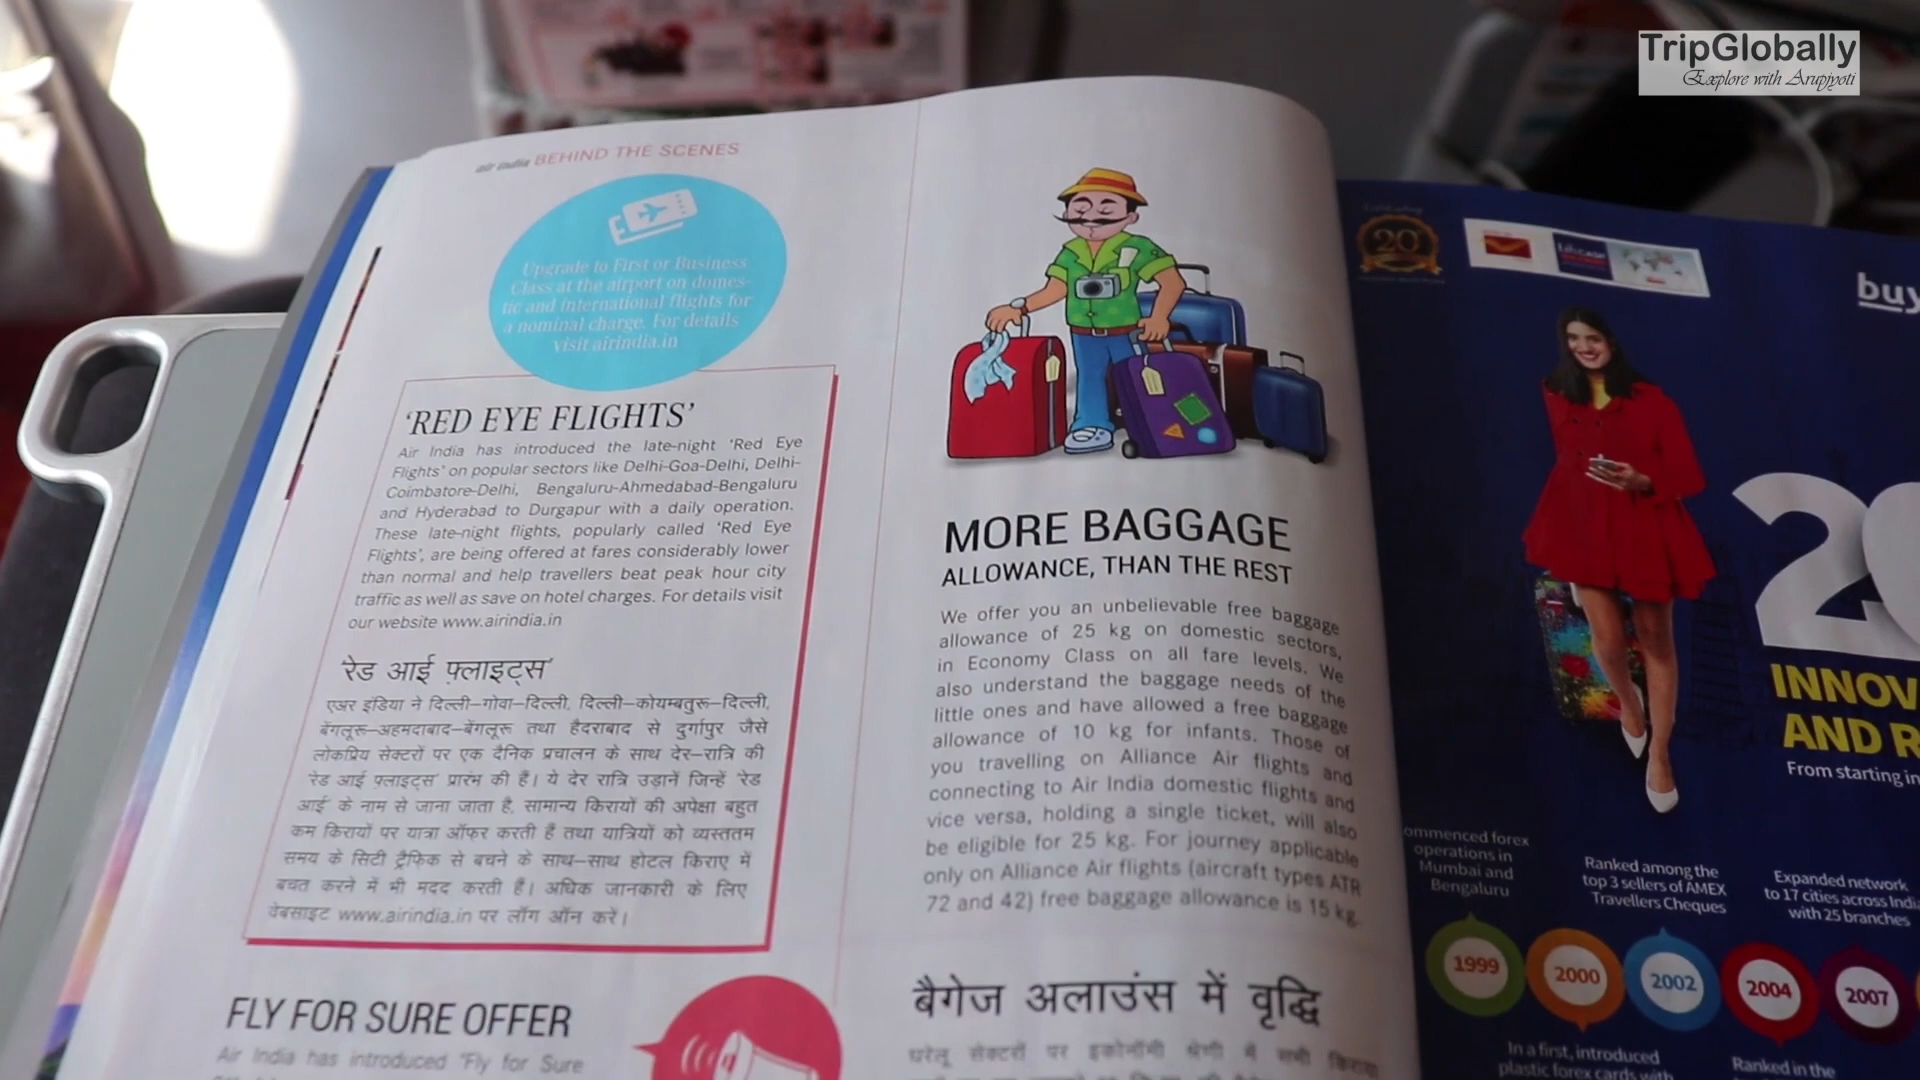 TripGlobally
Explore with Arupjyoti
air india BEHIND THE SCENES
Upgrade to First or Business
Class at the airport on domes-
tic and international flights for
a nominal charge. For details
visit airindia.in
'RED EYE FLIGHTS'
Air India has introduced the late-night 'Red Eye
Flights' on popular sectors like Delhi-Goa-Delhi, Delhi-
Coimbatore-Delhi, Bengaluru-Ahmedabad-Bengaluru
and Hyderabad to Durgapur with a daily operation.
These late-night flights, popularly called 'Red Eye
Flights', are being offered at fares considerably lower
than normal and help travellers beat peak hour city
traffic as well as save on hotel charges. For details visit
our website www.airindia.in
'रेड आई फ़्लाइट्स'
एअर इंडिया ने दिल्ली–गोवा–दिल्ली, दिल्ली–कोयम्बतुरू–दिल्ली,
बेंगलूरू–अहमदाबाद–बेंगलूरू तथा हैदराबाद से दुर्गापुर जैसे
लोकप्रिय सेक्टरों पर एक दैनिक प्रचालन के साथ देर–रात्रि की
'रेड आई फ़्लाइट्स' प्रारंभ की हैं। ये देर रात्रि उड़ानें जिन्हें 'रेड
आई' के नाम से जाना जाता है, सामान्य किरायों की अपेक्षा बहुत
कम किरायों पर यात्रा ऑफर करती हैं तथा यात्रियों को व्यस्ततम
समय के सिटी ट्रैफ़िक से बचने के साथ–साथ होटल किराए में
बचत करने में भी मदद करती हैं। अधिक जानकारी के लिए
वेबसाइट www.airindia.in पर लॉग ऑन करें।
FLY FOR SURE OFFER
Air India has introduced 'Fly for Sure
MORE BAGGAGE
ALLOWANCE, THAN THE REST
We offer you an unbelievable free baggage
allowance of 25 kg on domestic sectors,
in Economy Class on all fare levels. We
also understand the baggage needs of the
little ones and have allowed a free baggage
allowance of 10 kg for infants. Those of
you travelling on Alliance Air flights and
connecting to Air India domestic flights and
vice versa, holding a single ticket, will also
be eligible for 25 kg. For journey applicable
only on Alliance Air flights (aircraft types ATR
72 and 42) free baggage allowance is 15 kg.
बैगेज अलाउंस में वृद्धि
घरेलू सेक्टरों पर इकोनॉमी श्रेणी में सभी किराया
20
buy
20
INNOV
AND R
From starting in
ommenced forex
operations in
Mumbai and
Bengaluru
Ranked among the
top 3 sellers of AMEX
Travellers Cheques
Expanded network
to 17 cities across India
with 25 branches
1999
2000
2002
2004
2007
In a first, introduced
plastic forex cards with
Ranked in the